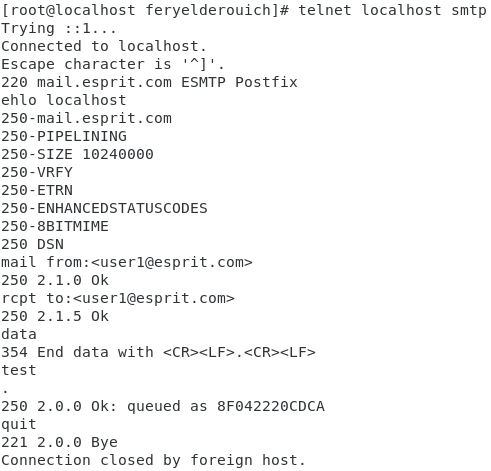 [root@localhost feryelderouich]# telnet localhost smtp
Trying ::1...
Connected to localhost.
Escape character is '^]'.
220 mail.esprit.com ESMTP Postfix
ehlo localhost
250-mail.esprit.com
250-PIPELINING
250-SIZE 10240000
250-VRFY
250-ETRN
250-ENHANCEDSTATUSCODES
250-8BITMIME
250 DSN
mail from:<user1@esprit.com>
250 2.1.0 Ok
rcpt to:<user1@esprit.com>
250 2.1.5 Ok
data
354 End data with <CR><LF>.<CR><LF>
test
.
250 2.0.0 Ok: queued as 8F042220CDCA
quit
221 2.0.0 Bye
Connection closed by foreign host.